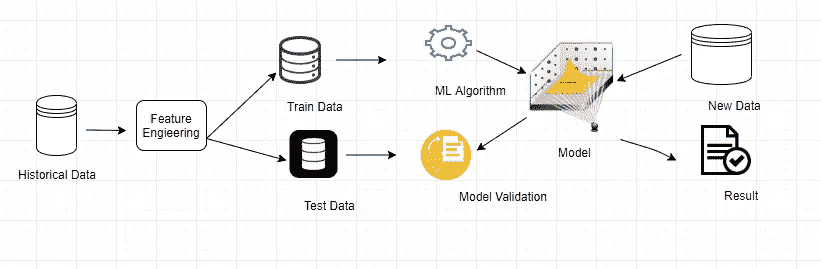 Historical Data
Feature
Engieering
Train Data
Test Data
ML Algorithm
Model Validation
Model
New Data
Result